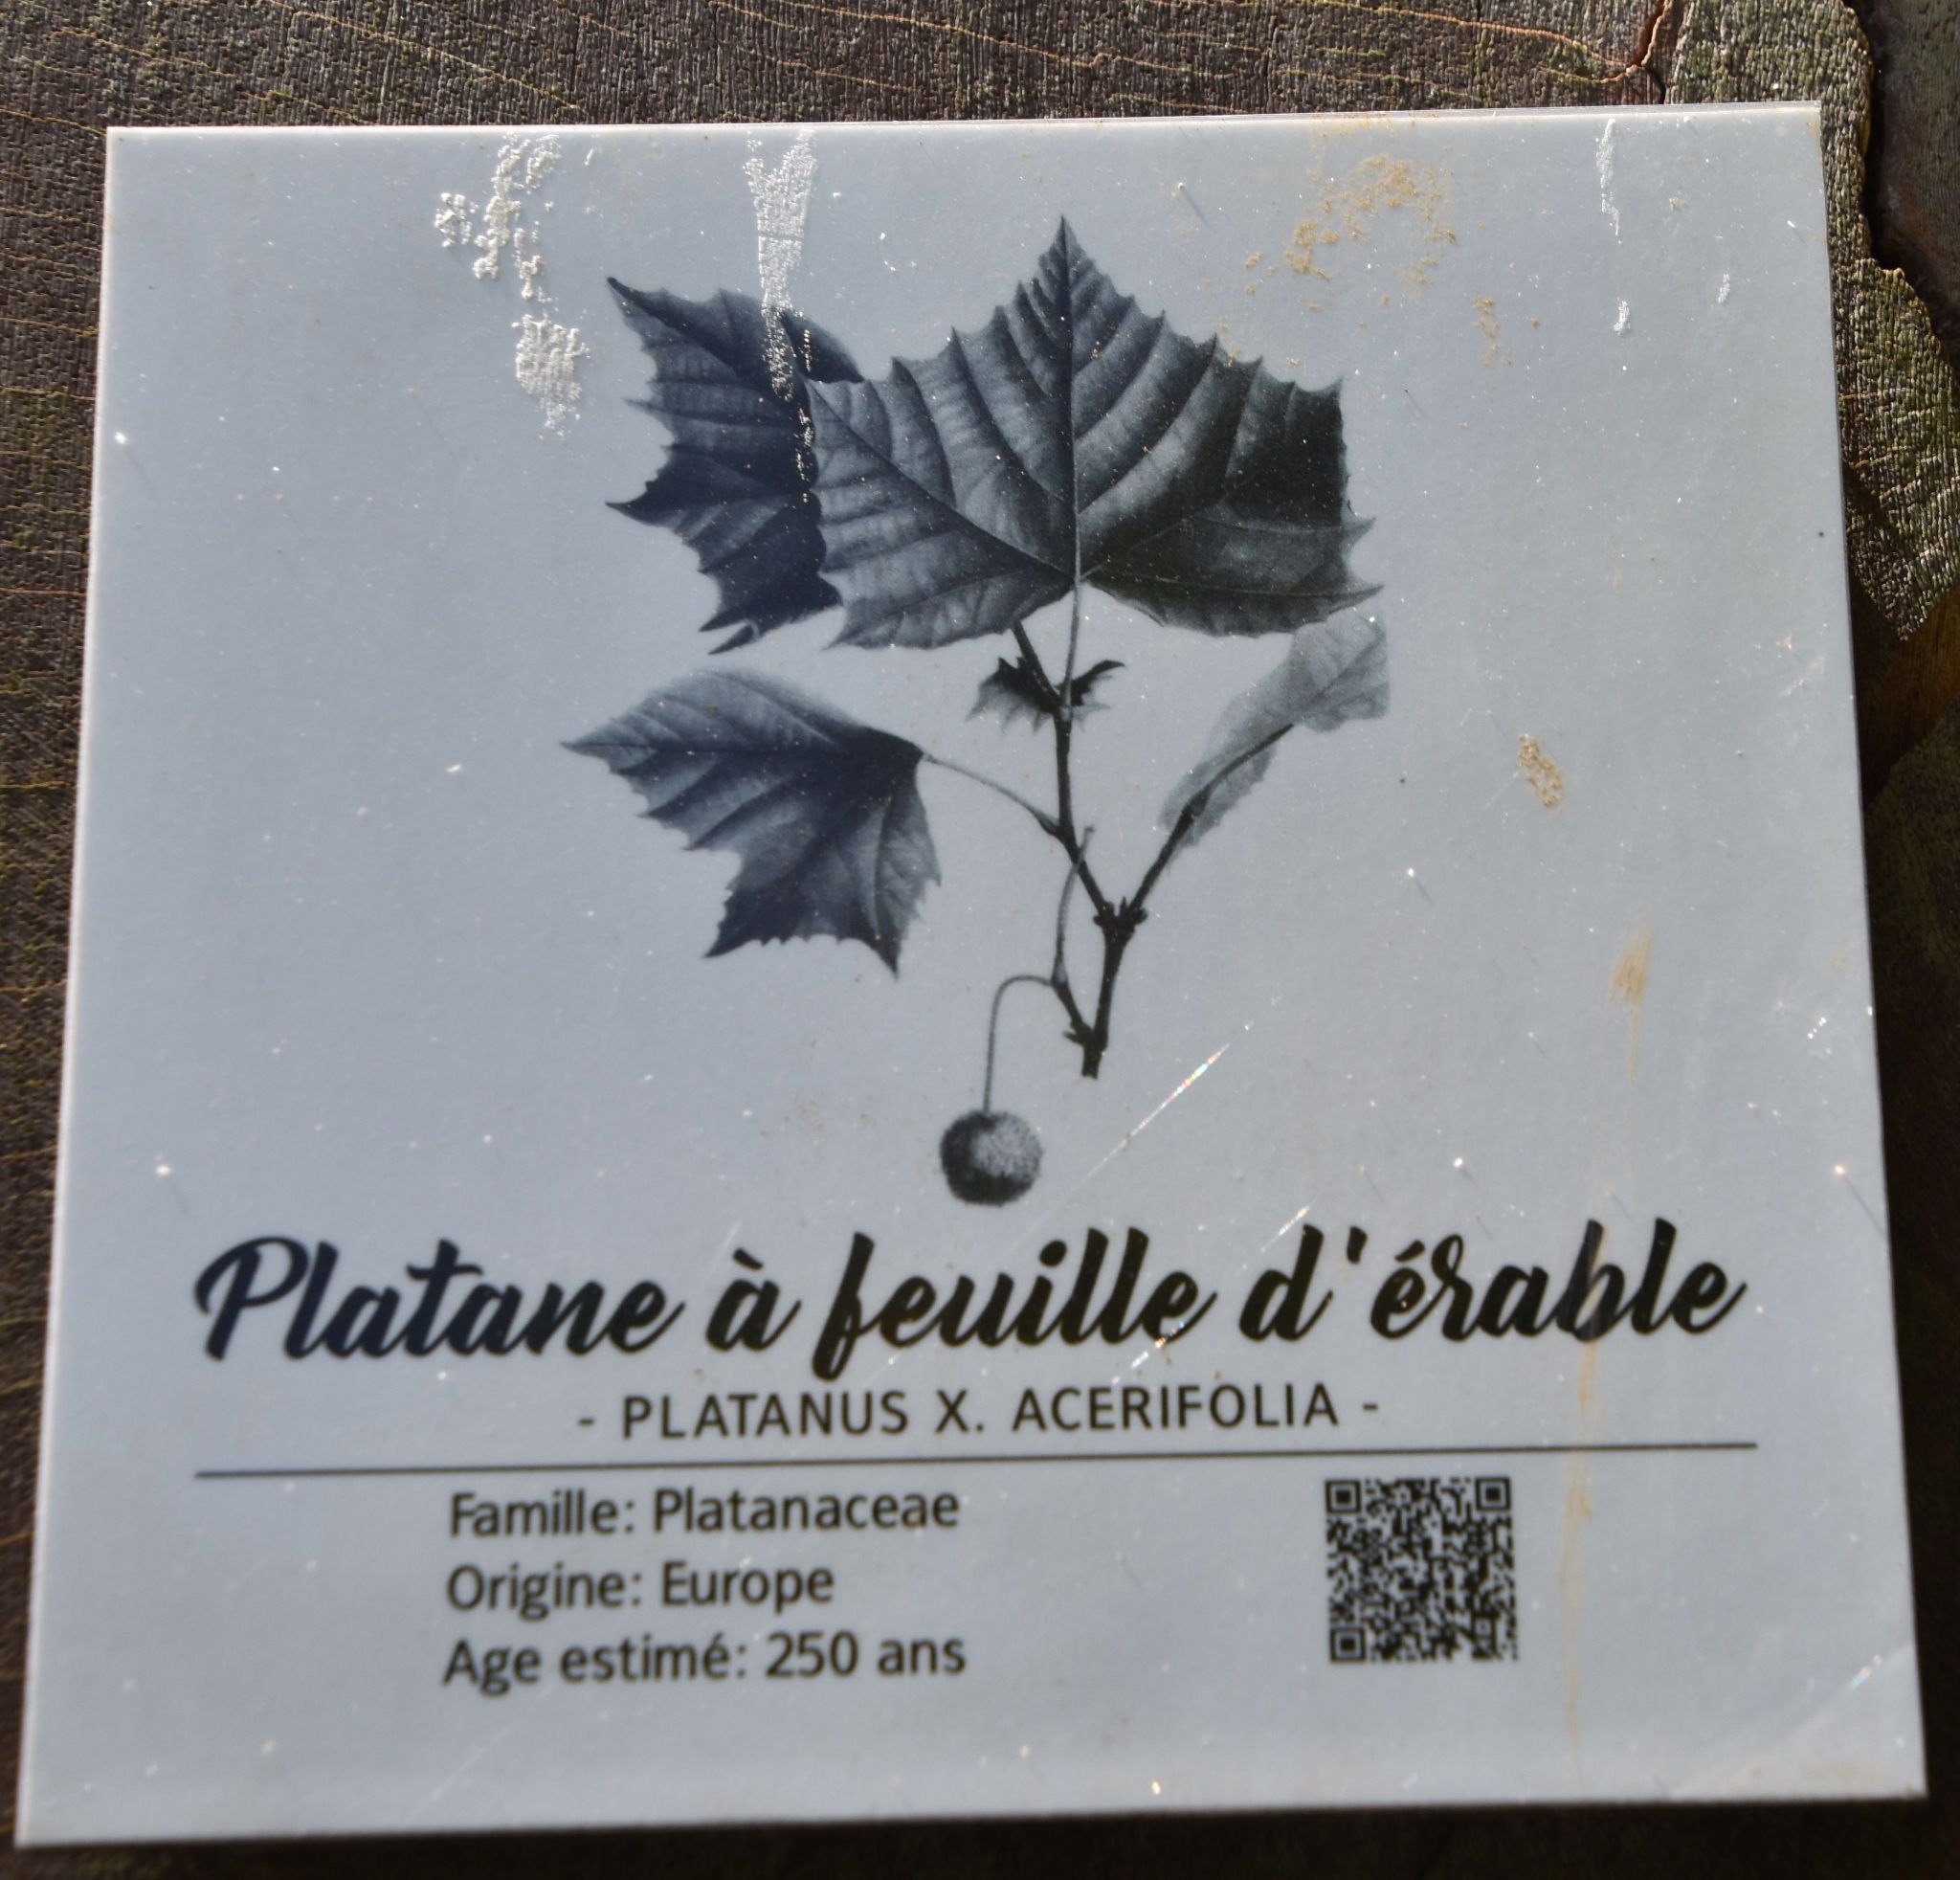 Platane à feuille d'érable
- PLATANUS X. ACERIFOLIA -
Famille: Platanaceae
Origine: Europe
Age estimé: 250 ans